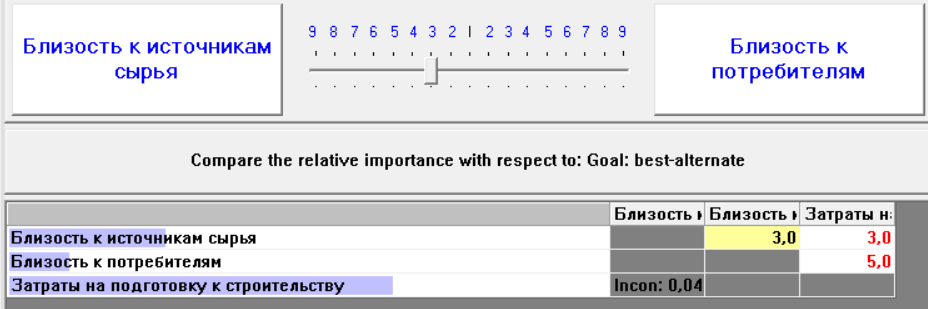 Близость к источникам
сырья
9 8 7 6 5 4 3 2 1 2 3 4 5 6 7 8 9
Близость к
потребителям
Compare the relative importance with respect to: Goal: best-alternate
Близость Близость Затраты на
Близость к источникам сырья 3,0 3,0
Близость к потребителям 5,0
Затраты на подготовку к строительству Incon: 0,04